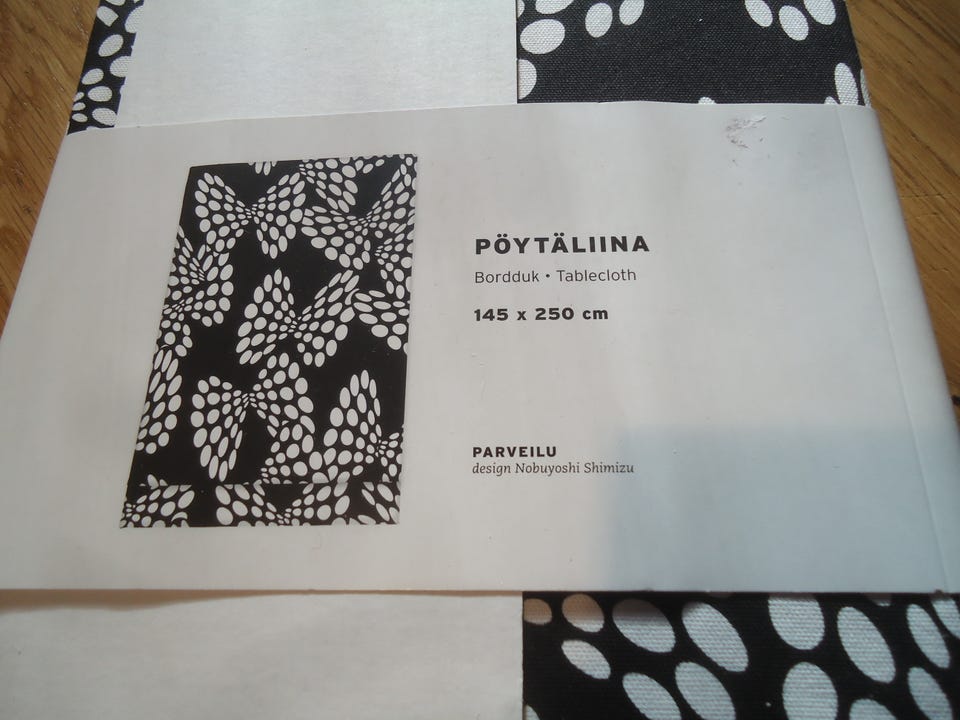 PÖYTÄLIINA
Bordduk • Tablecloth
145 x 250 cm
PARVEILU
design Nobuyoshi Shimizu